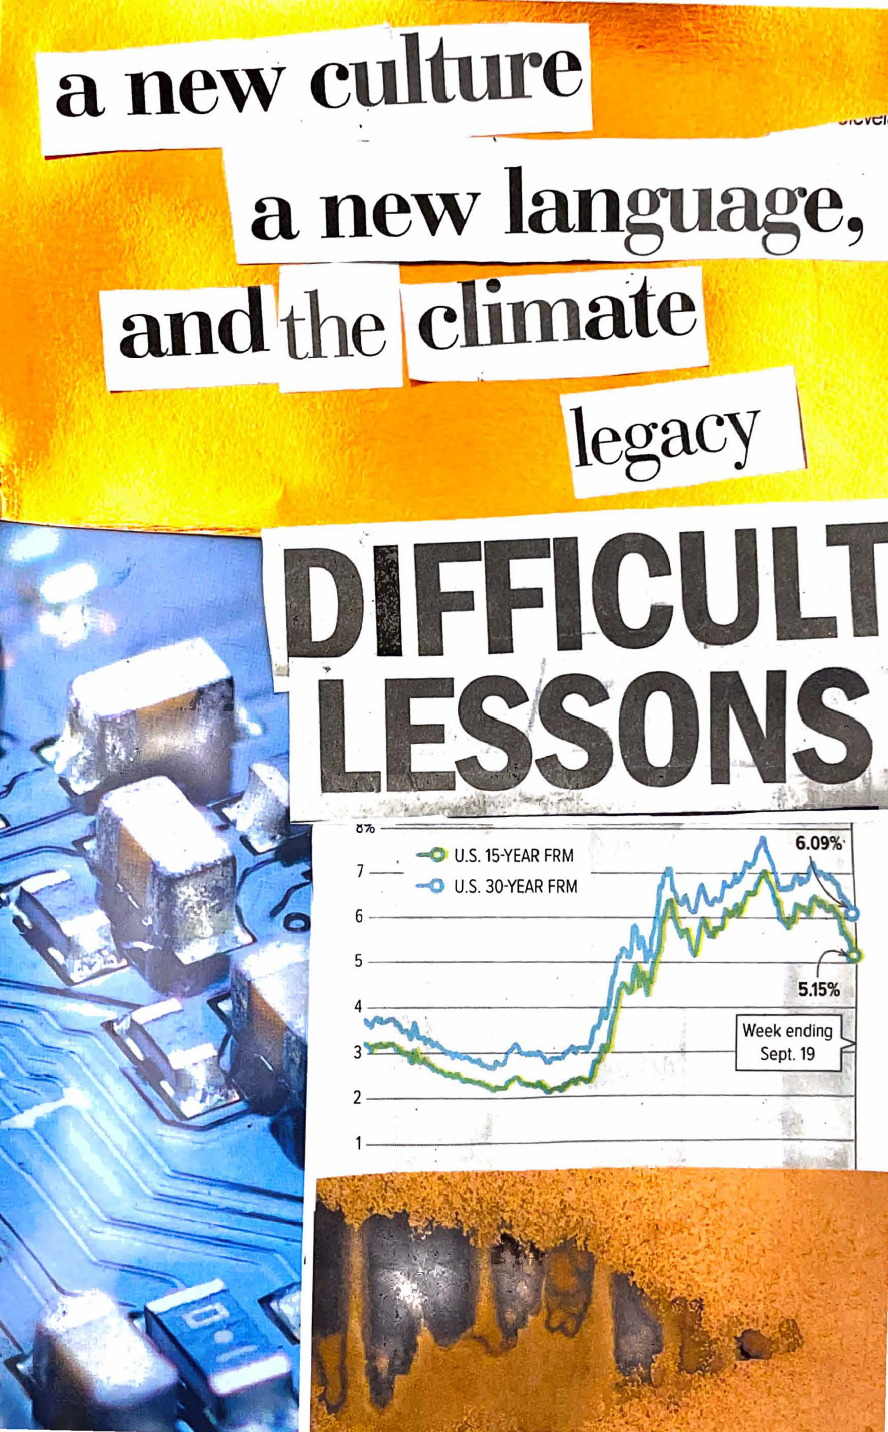 a new culture
a new language,
and the climate
legacy
DIFFICULT
LESSONS
8%
U.S. 15-YEAR FRM
6.09%
7
U.S. 30-YEAR FRM
6
5
5.15%
4
Week ending
3
Sept. 19
2
1